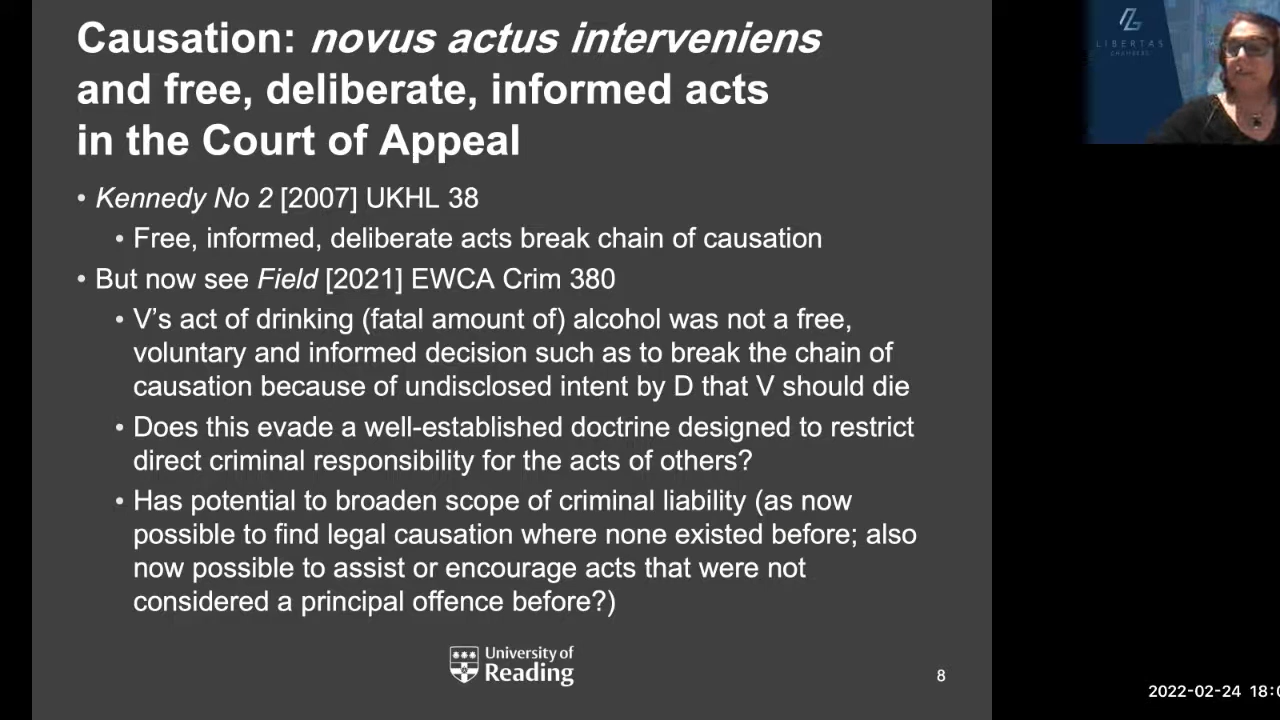 Causation: novus actus interveniens
and free, deliberate, informed acts
in the Court of Appeal
• Kennedy No 2 [2007] UKHL 38
• Free, informed, deliberate acts break chain of causation
• But now see Field [2021] EWCA Crim 380
• V’s act of drinking (fatal amount of) alcohol was not a free,
voluntary and informed decision such as to break the chain of
causation because of undisclosed intent by D that V should die
• Does this evade a well-established doctrine designed to restrict
direct criminal responsibility for the acts of others?
• Has potential to broaden scope of criminal liability (as now
possible to find legal causation where none existed before; also
now possible to assist or encourage acts that were not
considered a principal offence before?)
University of
Reading
8
LIBERTAS
CHAMBERS
2022-02-24 18:0